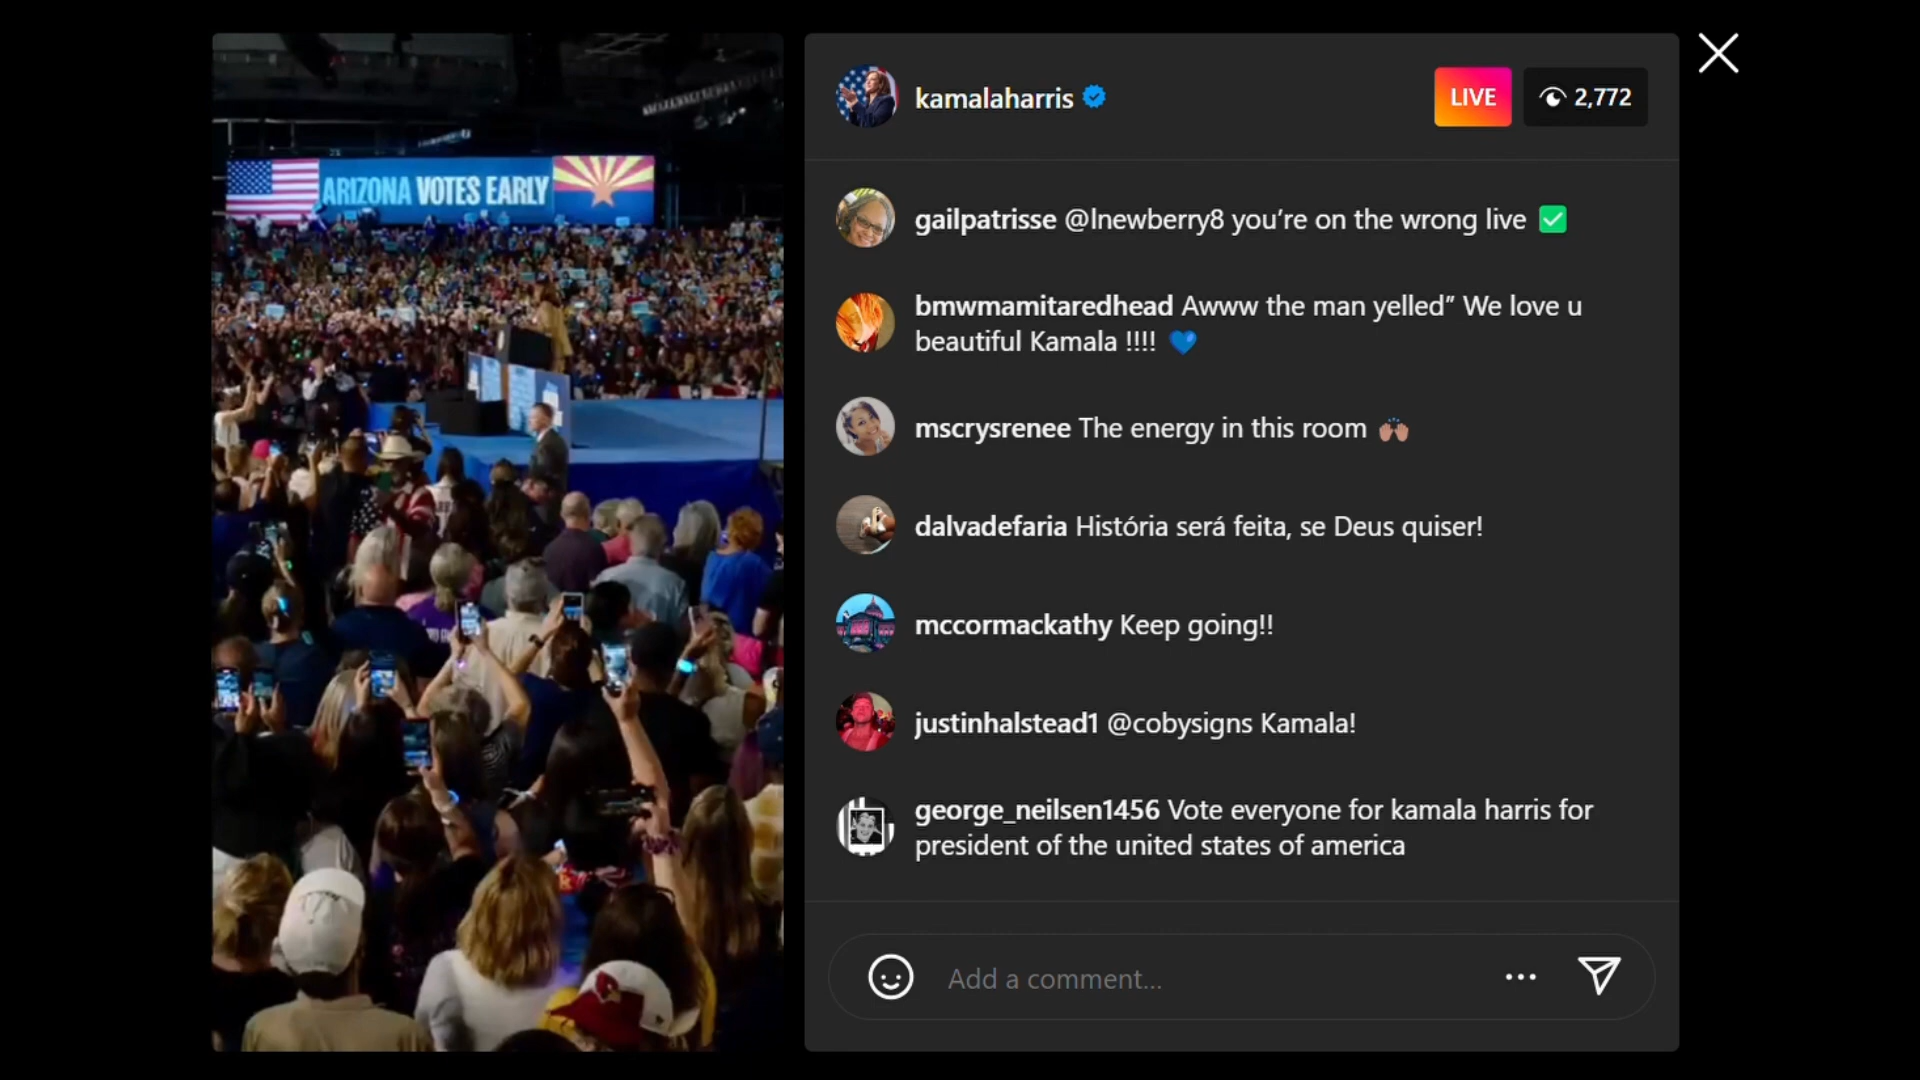 ARIZONA VOTES EARLY
kamalaharris
LIVE
2,772
gailpatrisse @lnewberry8 you’re on the wrong live ✅
bmwmamitaredhead Awww the man yelled” We love u
beautiful Kamala !!!! 💙
mscrysrenee The energy in this room 🙌🏽
dalvadefaria História será feita, se Deus quiser!
mccormackathy Keep going!!
justinhalstead1 @cobysigns Kamala!
george_neilsen1456 Vote everyone for kamala harris for
president of the united states of america
Add a comment...